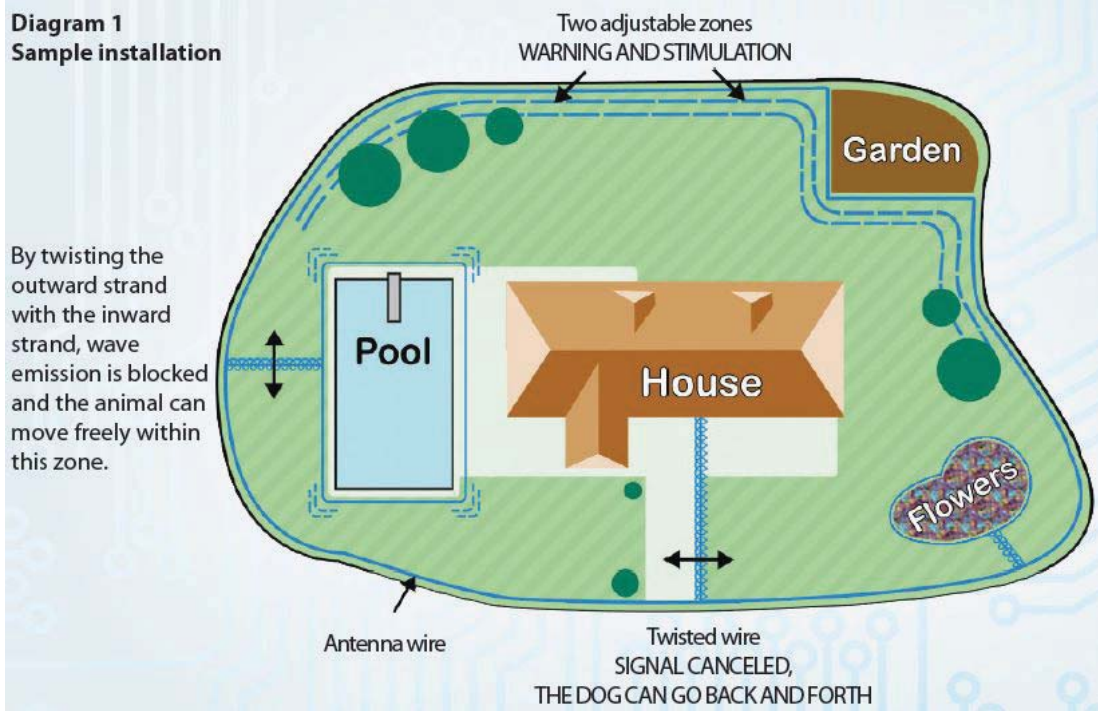 Diagram 1
Sample installation
Two adjustable zones
WARNING AND STIMULATION
Garden
By twisting the
outward strand
with the inward
strand, wave
emission is blocked
and the animal can
move freely within
this zone.
Pool
House
Flowers
Antenna wire
Twisted wire
SIGNAL CANCELED,
THE DOG CAN GO BACK AND FORTH